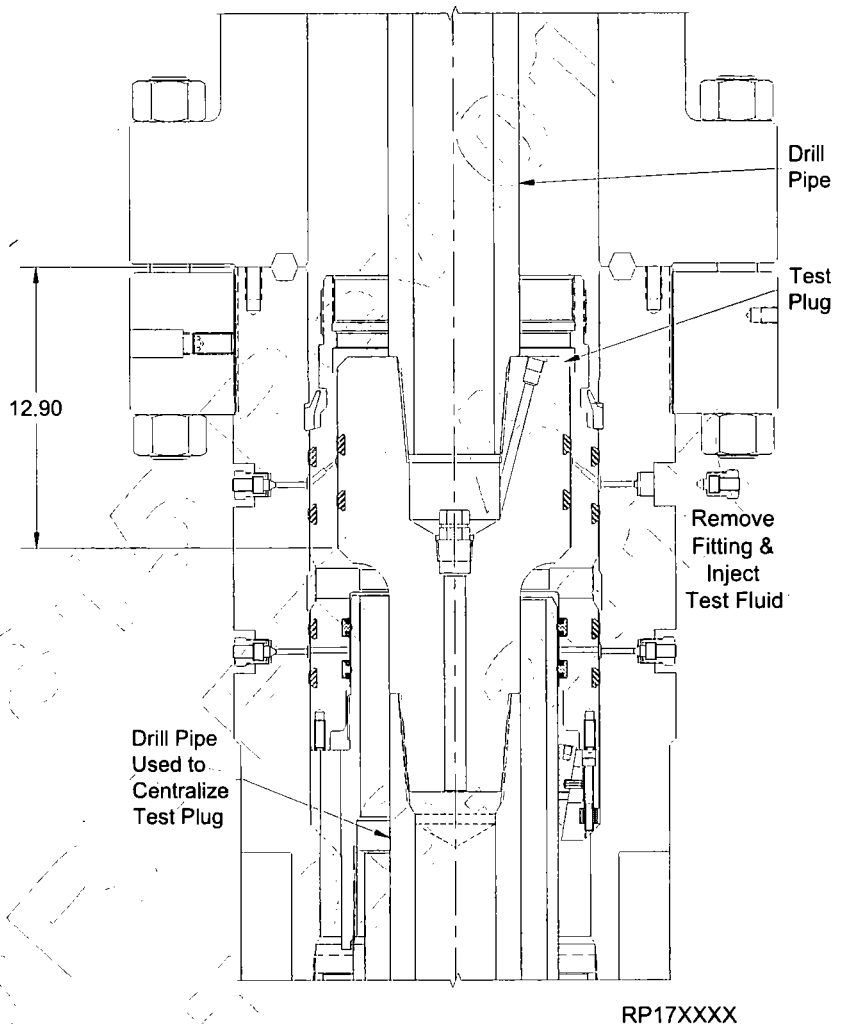 Drill
Pipe
Test
Plug
12.90
Remove
Fitting &
Inject
Test Fluid
Drill Pipe
Used to
Centralize
Test Plug
RP17XXXX